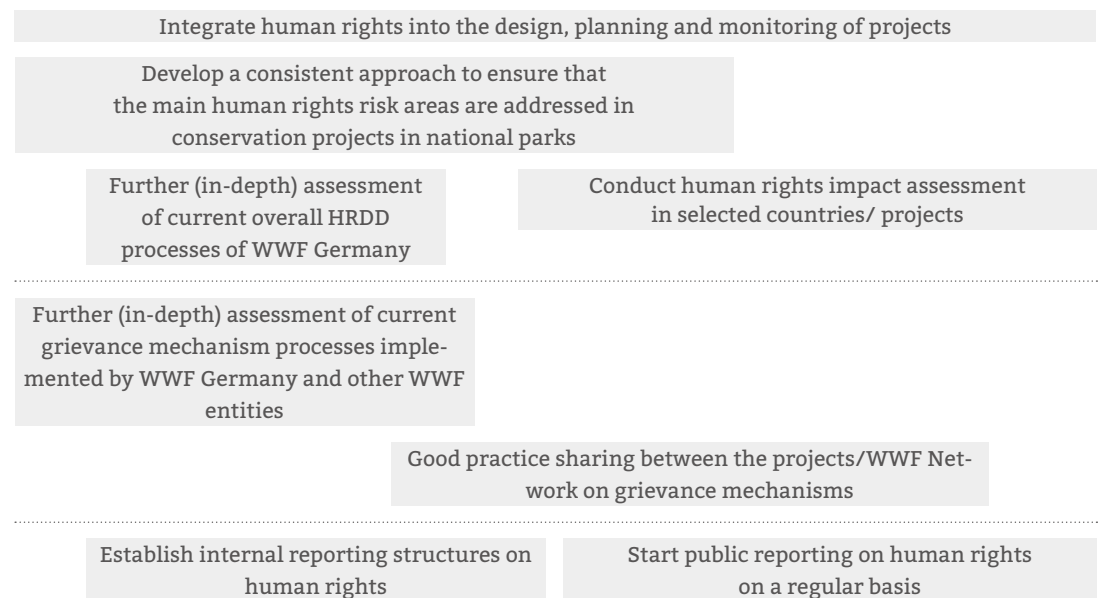 Integrate human rights into the design, planning and monitoring of projects
Develop a consistent approach to ensure that
the main human rights risk areas are addressed in
conservation projects in national parks
Further (in-depth) assessment
of current overall HRDD
processes of WWF Germany
Conduct human rights impact assessment
in selected countries/ projects
Further (in-depth) assessment of current
grievance mechanism processes imple-
mented by WWF Germany and other WWF
entities
Good practice sharing between the projects/WWF Net-
work on grievance mechanisms
Establish internal reporting structures on
human rights
Start public reporting on human rights
on a regular basis